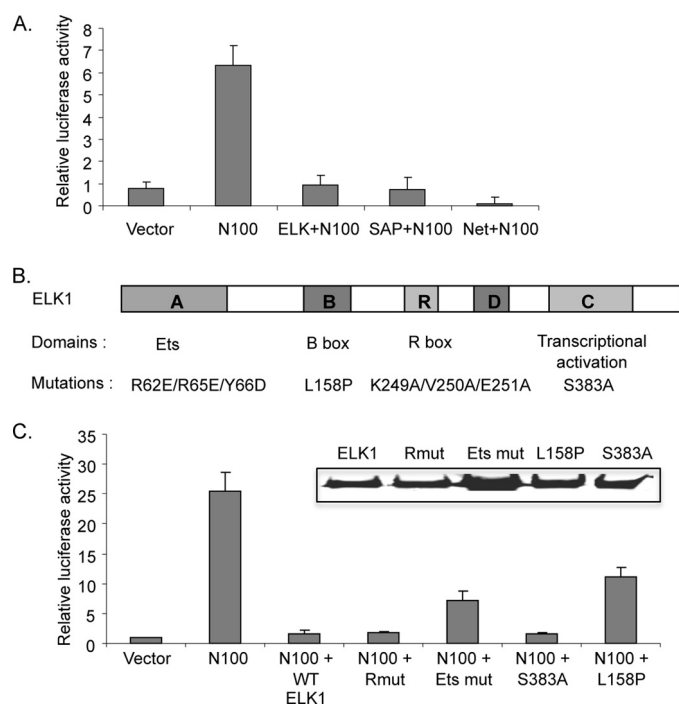 A.
Relative luciferase activity
8
7
6
5
4
3
2
1
0
Vector N100 ELK+N100 SAP+N100 Net+N100
B.
ELK1 A B R D C
Domains : Ets B box R box Transcriptional
activation
Mutations : R62E/R65E/Y66D L158P K249A/V250A/E251A S383A
C.
Relative luciferase activity
35
30
25
20
15
10
5
0
ELK1 Rmut Ets mut L158P S383A
Vector N100 N100 + N100 + N100 + N100 + N100 +
WT Rmut Ets mut S383A L158P
ELK1